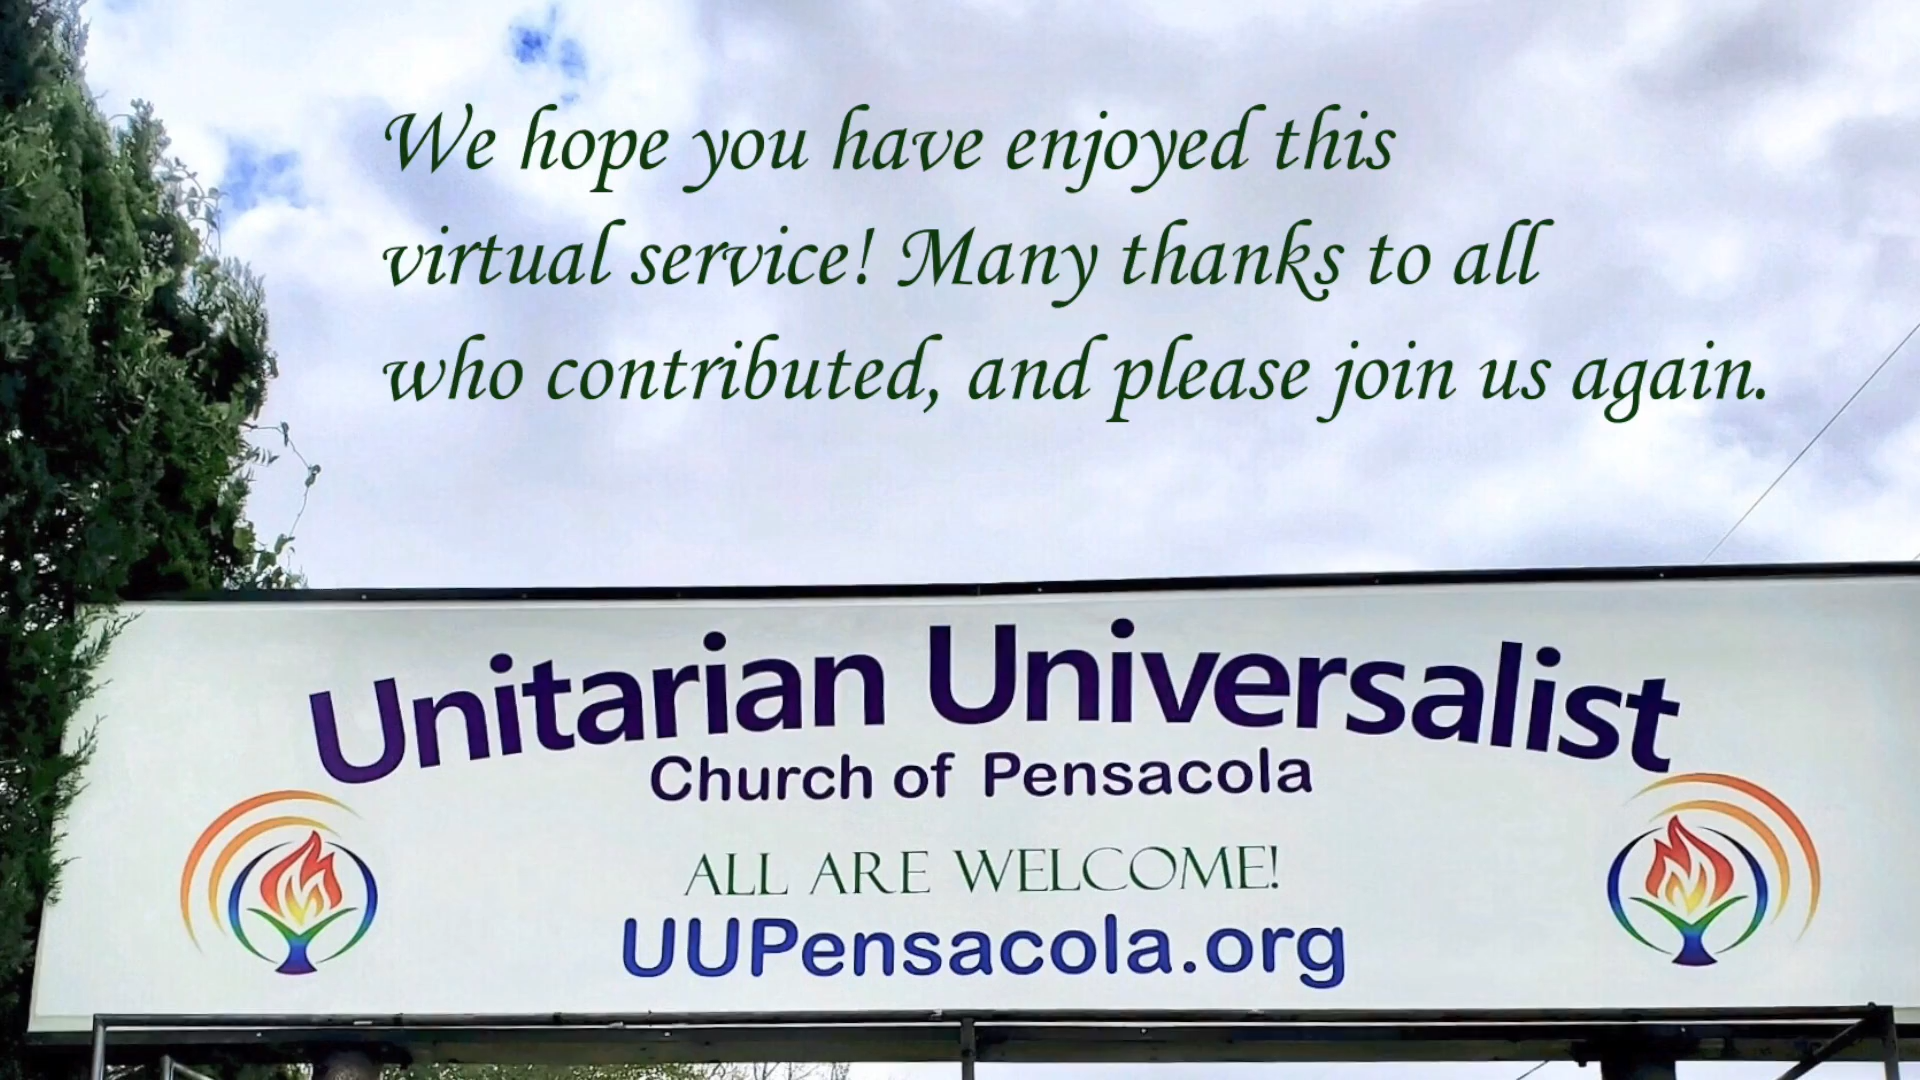 We hope you have enjoyed this
virtual service! Many thanks to all
who contributed, and please join us again.
Unitarian Universalist
Church of Pensacola
ALL ARE WELCOME!
UUPensacola.org